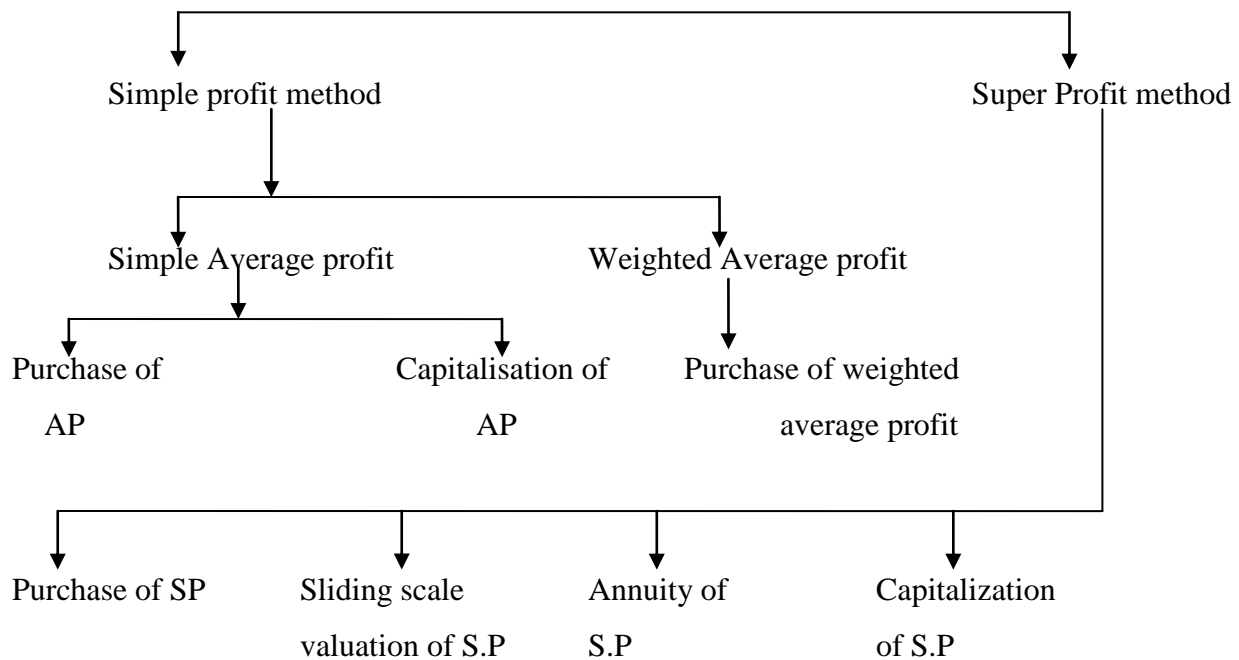 Simple profit method
Super Profit method
Simple Average profit
Weighted Average profit
Purchase of
AP
Capitalisation of
AP
Purchase of weighted
average profit
Purchase of SP
Sliding scale
valuation of S.P
Annuity of
S.P
Capitalization
of S.P